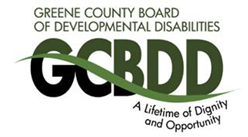 GREENE COUNTY BOARD
OF DEVELOPMENTAL DISABILITIES
GCBDD
A Lifetime of Dignity
and Opportunity